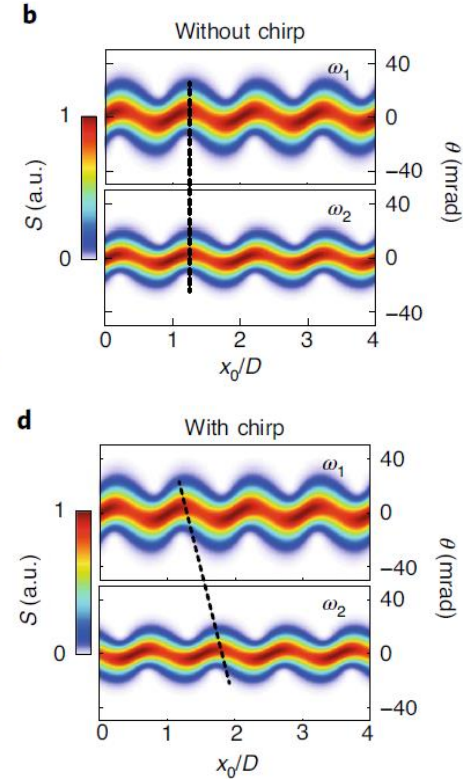 b
Without chirp
ω1
40
0
−40
1
0
S (a.u.)
θ (mrad)
ω2
40
0
−40
0 1 2 3 4
x0/D
d
With chirp
ω1
40
0
−40
1
0
S (a.u.)
θ (mrad)
ω2
40
0
−40
0 1 2 3 4
x0/D